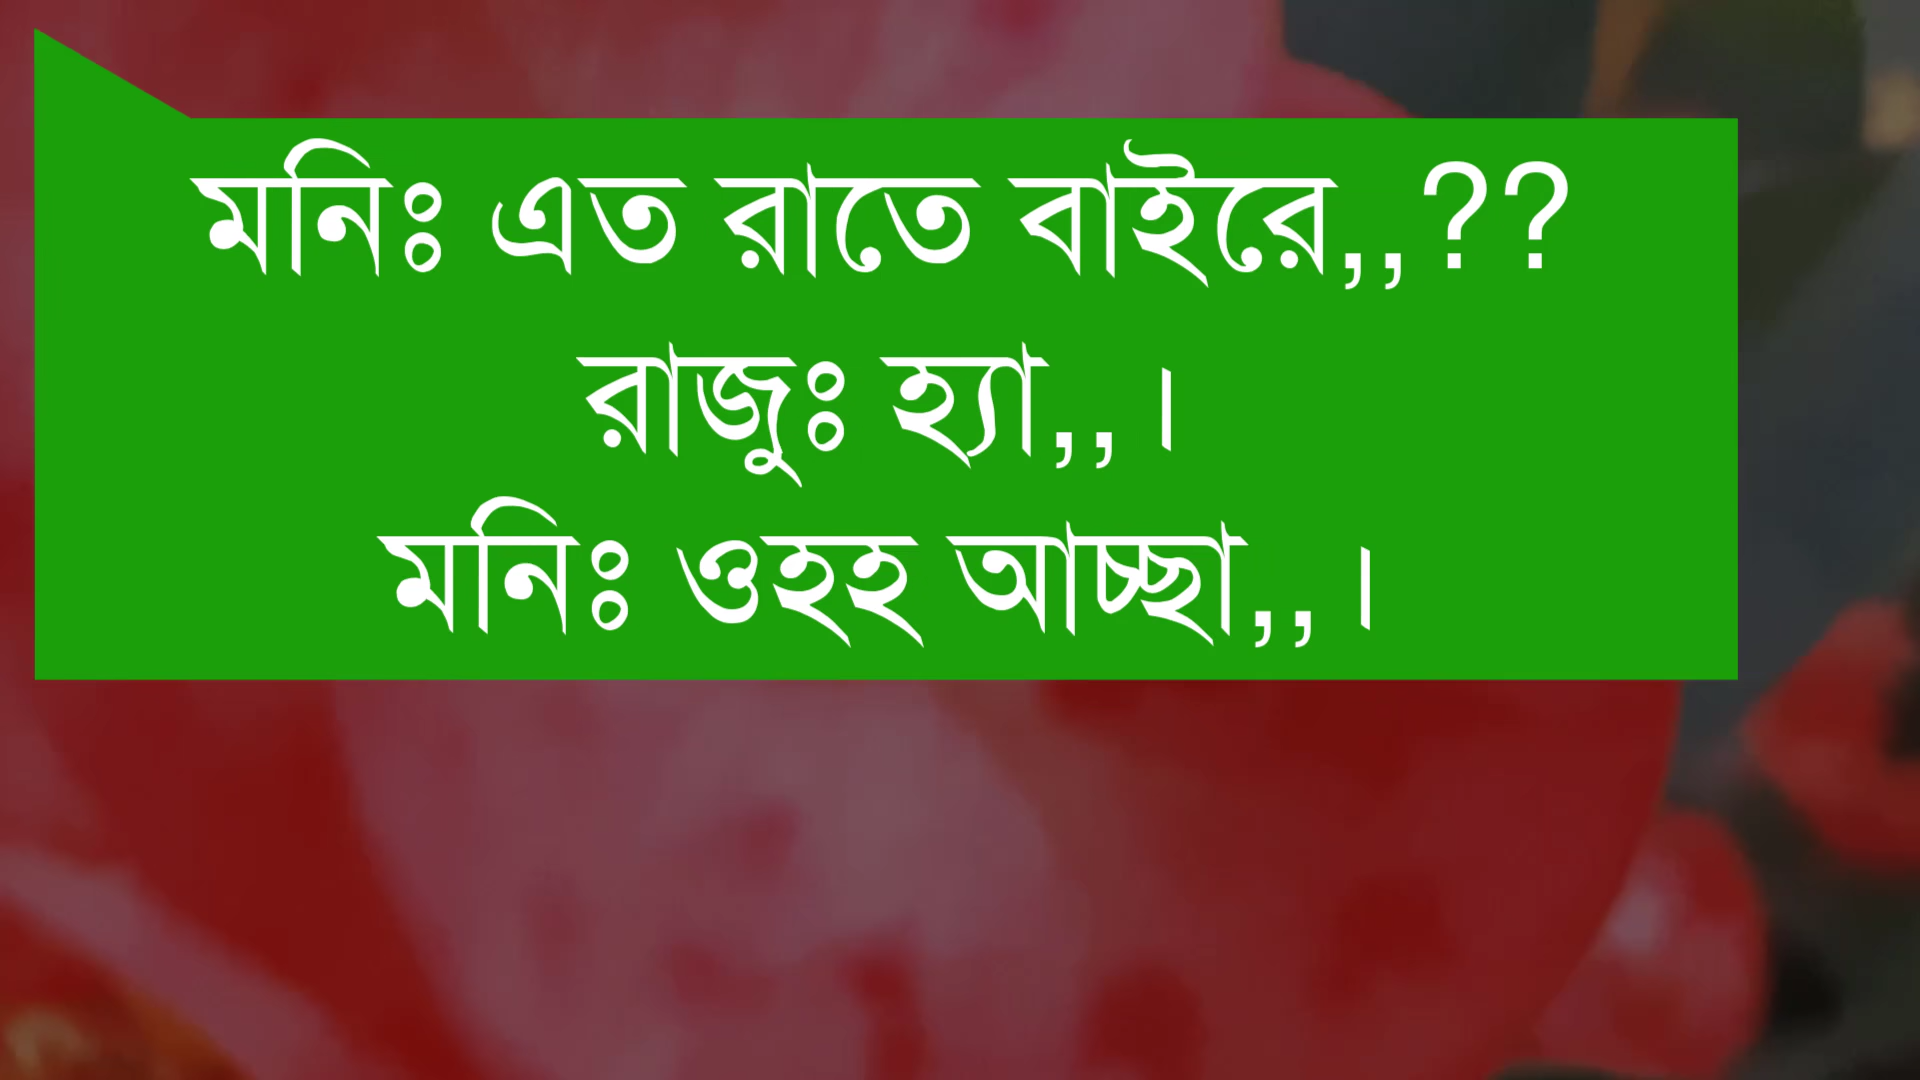 মনিঃ এত রাতে বাইরে,,??
রাজুঃ হ্যা,,।
মনিঃ ওহহ আচ্ছা,,।